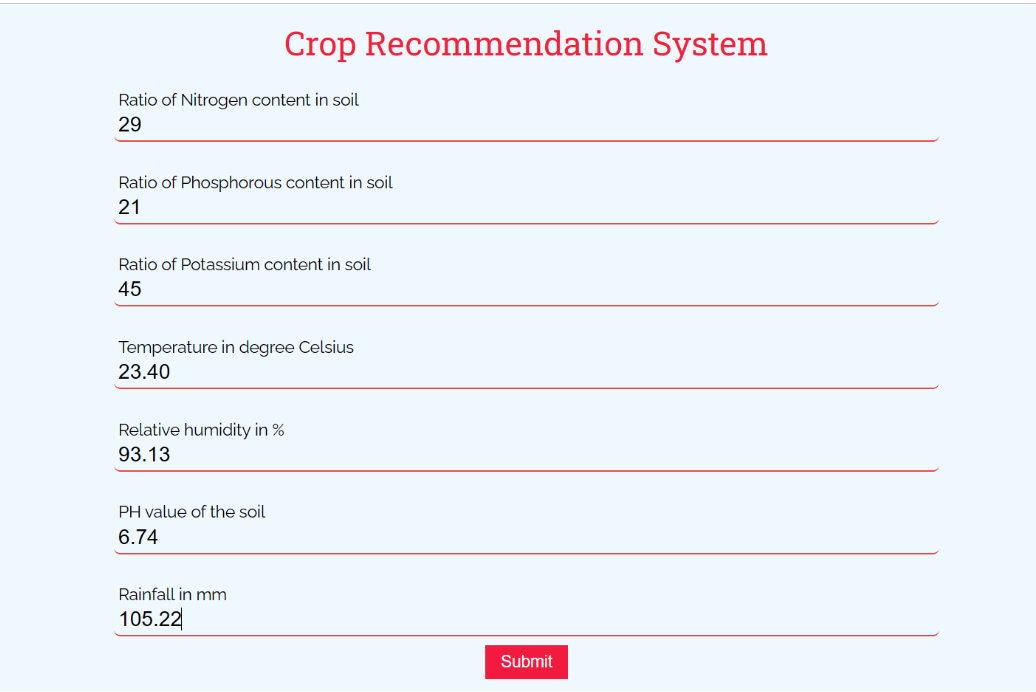 Crop Recommendation System
Ratio of Nitrogen content in soil
29
Ratio of Phosphorous content in soil
21
Ratio of Potassium content in soil
45
Temperature in degree Celsius
23.40
Relative humidity in %
93.13
PH value of the soil
6.74
Rainfall in mm
105.22
Submit